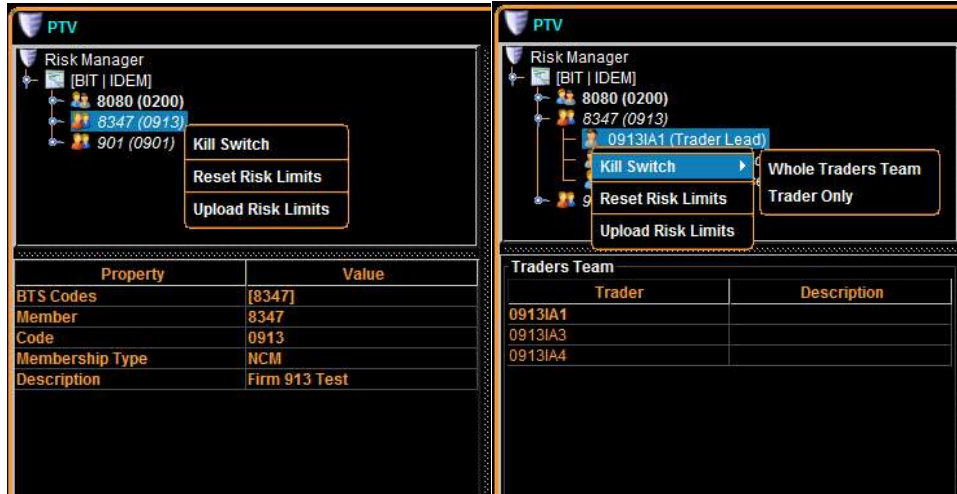 PTV
Risk Manager
[BIT | IDEM]
8080 (0200)
8347 (0913)
901 (0901)
Kill Switch
Reset Risk Limits
Upload Risk Limits
Property Value
BTS Codes [8347]
Member 8347
Code 0913
Membership Type NCM
Description Firm 913 Test
PTV
Risk Manager
[BIT | IDEM]
8080 (0200)
8347 (0913)
0913IA1 (Trader Lead)
9
Kill Switch
Reset Risk Limits
Upload Risk Limits
Whole Traders Team
Trader Only
Traders Team
Trader Description
0913IA1
0913IA3
0913IA4